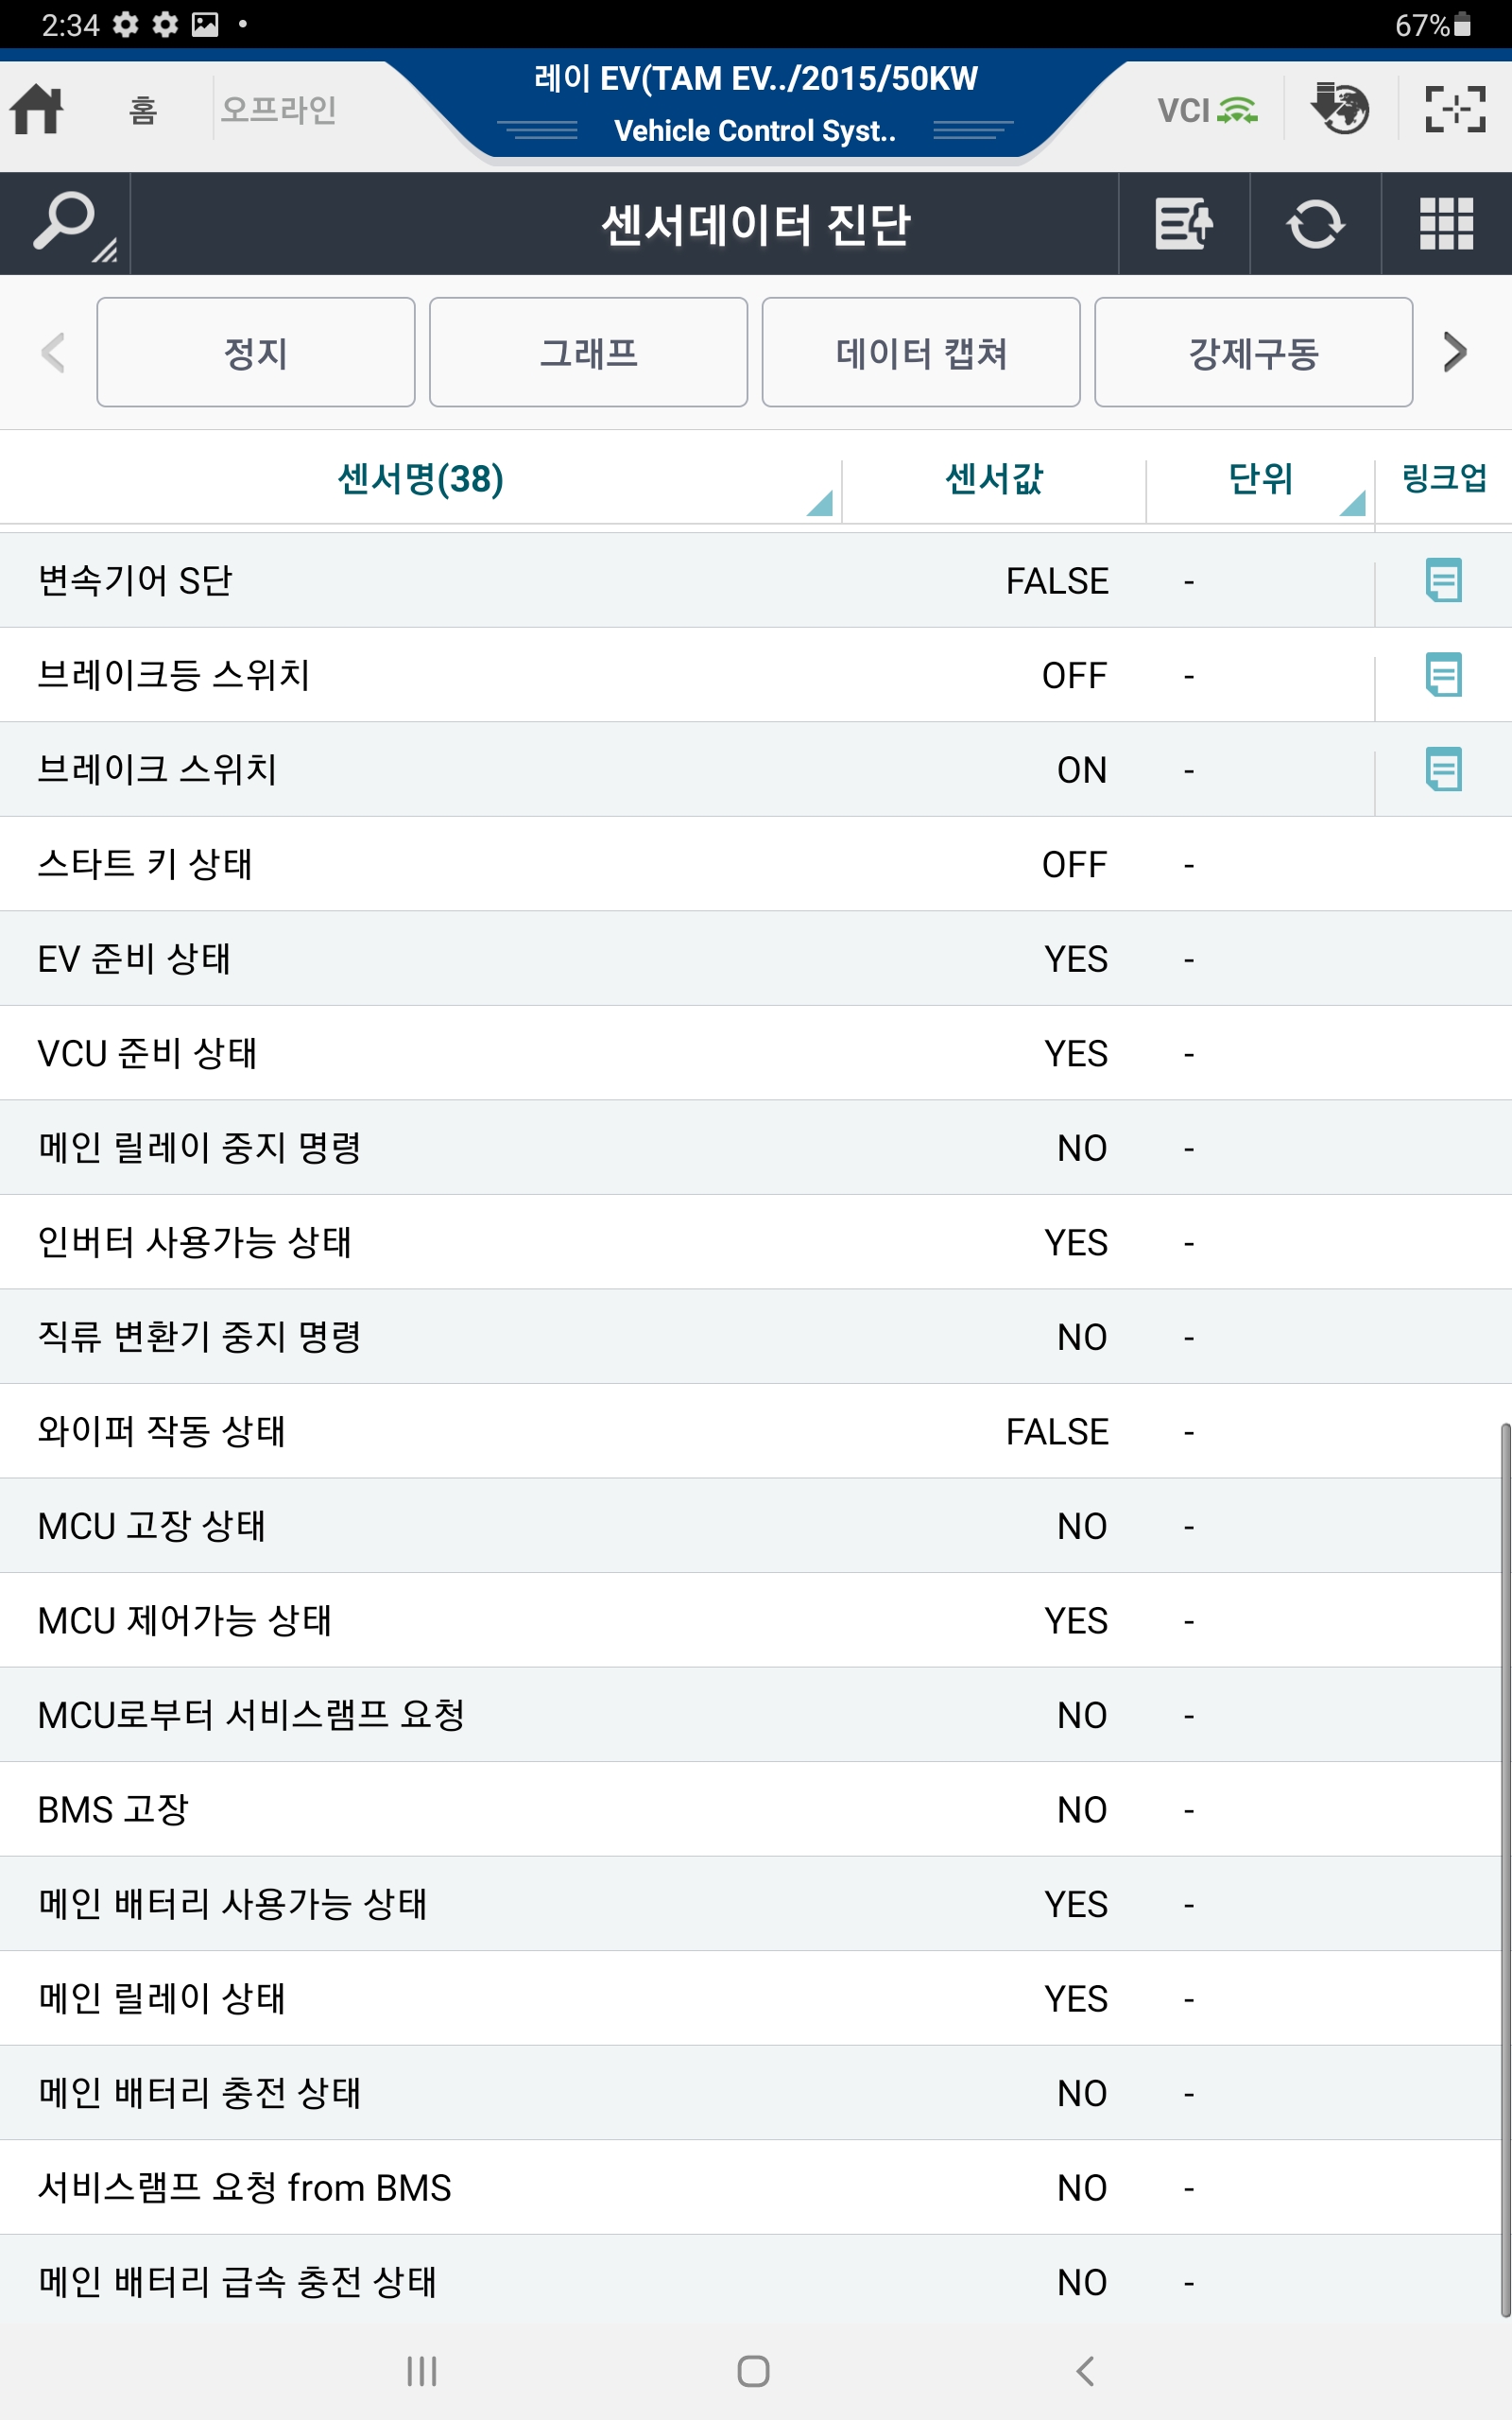 2:34
67%
홈
오프라인
레이 EV(TAM EV../2015/50KW
Vehicle Control Syst..
VCI
센서데이터 진단
정지
그래프
데이터 캡쳐
강제구동
센서명(38) 센서값 단위 링크업
변속기어 S단 FALSE -
브레이크등 스위치 OFF -
브레이크 스위치 ON -
스타트 키 상태 OFF -
EV 준비 상태 YES -
VCU 준비 상태 YES -
메인 릴레이 중지 명령 NO -
인버터 사용가능 상태 YES -
직류 변환기 중지 명령 NO -
와이퍼 작동 상태 FALSE -
MCU 고장 상태 NO -
MCU 제어가능 상태 YES -
MCU로부터 서비스램프 요청 NO -
BMS 고장 NO -
메인 배터리 사용가능 상태 YES -
메인 릴레이 상태 YES -
메인 배터리 충전 상태 NO -
서비스램프 요청 from BMS NO -
메인 배터리 급속 충전 상태 NO -